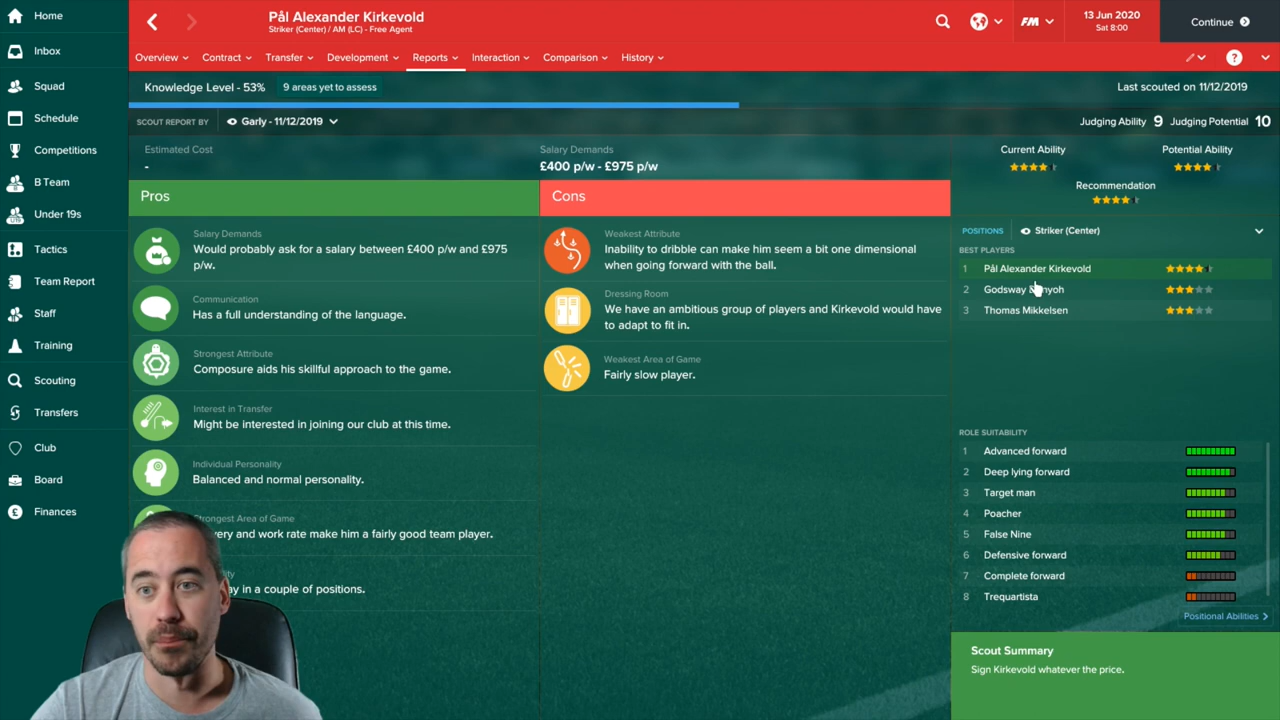 Home
Inbox
Squad
Schedule
Competitions
B Team
Under 19s
Tactics
Team Report
Staff
Training
Scouting
Transfers
Club
Board
Finances
Pål Alexander Kirkevold
Striker (Center) / AM (LC) - Free Agent
FM
13 Jun 2020
Sat 8:00
Continue
Overview
Contract
Transfer
Development
Reports
Interaction
Comparison
History
?
Knowledge Level - 53%
9 areas yet to assess
Last scouted on 11/12/2019
SCOUT REPORT BY
Garly - 11/12/2019
Judging Ability 9
Judging Potential 10
Estimated Cost
-
Salary Demands
£400 p/w - £975 p/w
Pros
Salary Demands
Would probably ask for a salary between £400 p/w and £975
p/w.
Communication
Has a full understanding of the language.
Strongest Attribute
Composure aids his skillful approach to the game.
Interest in Transfer
Might be interested in joining our club at this time.
Individual Personality
Balanced and normal personality.
Strongest Area of Game
and work rate make him a fairly good team player.
in a couple of positions.
Cons
Weakest Attribute
Inability to dribble can make him seem a bit one dimensional
when going forward with the ball.
Dressing Room
We have an ambitious group of players and Kirkevold would have
to adapt to fit in.
Weakest Area of Game
Fairly slow player.
Current Ability
Potential Ability
Recommendation
POSITIONS
Striker (Center)
BEST PLAYERS
1 Pål Alexander Kirkevold
2 Godsway
3 Thomas Mikkelsen
ROLE SUITABILITY
1 Advanced forward
2 Deep lying forward
3 Target man
4 Poacher
5 False Nine
6 Defensive forward
7 Complete forward
8 Trequartista
Positional Abilities
Scout Summary
Sign Kirkevold whatever the price.